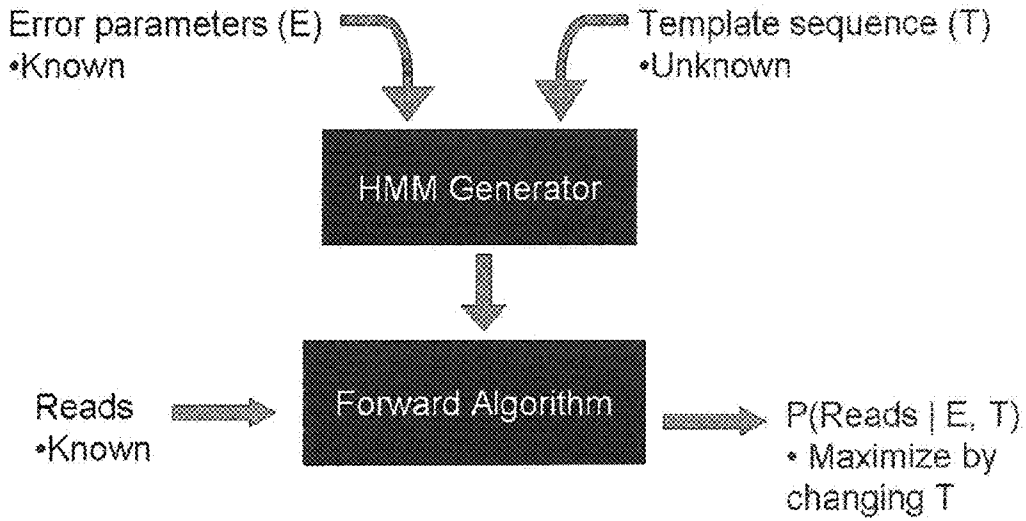 Error parameters (E)
•Known
Template sequence (T)
•Unknown
HMM Generator
Reads
•Known
Forward Algorithm
P(Reads | E, T)
• Maximize by
changing T